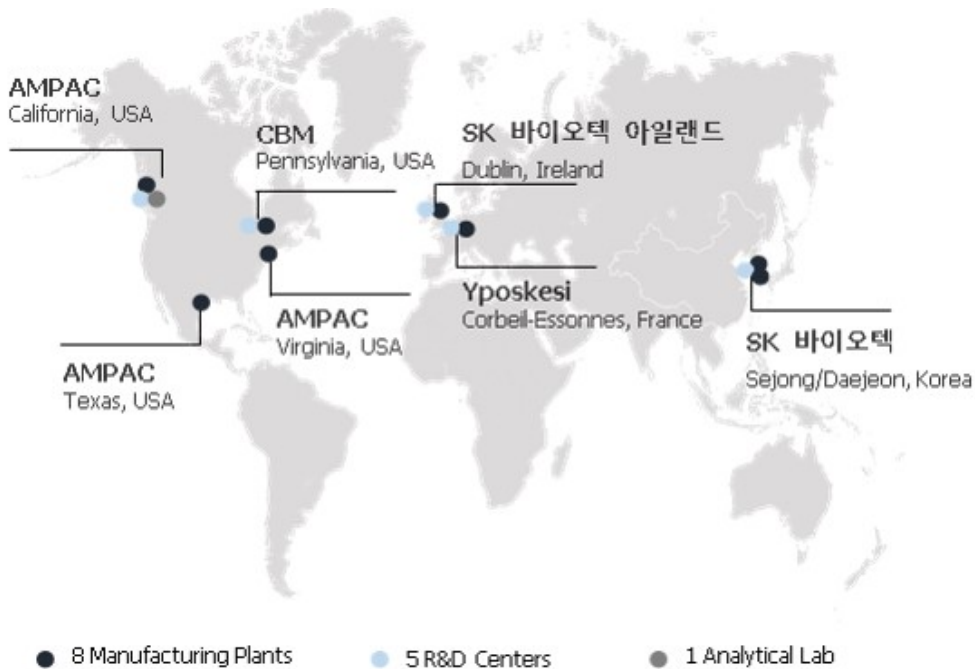 AMPAC
California, USA
CBM
Pennsylvania, USA
SK 바이오텍 아일랜드
Dublin, Ireland
AMPAC
Virginia, USA
Yposkesi
Corbeil-Essonnes, France
AMPAC
Texas, USA
SK 바이오텍
Sejong/Daejeon, Korea
8 Manufacturing Plants
5 R&D Centers
1 Analytical Lab